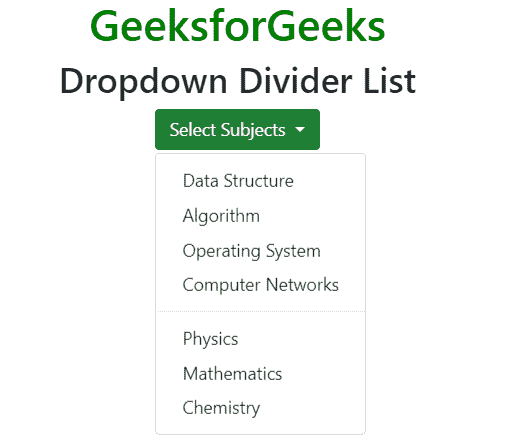 GeeksforGeeks
Dropdown Divider List
Select Subjects
Data Structure
Algorithm
Operating System
Computer Networks
Physics
Mathematics
Chemistry